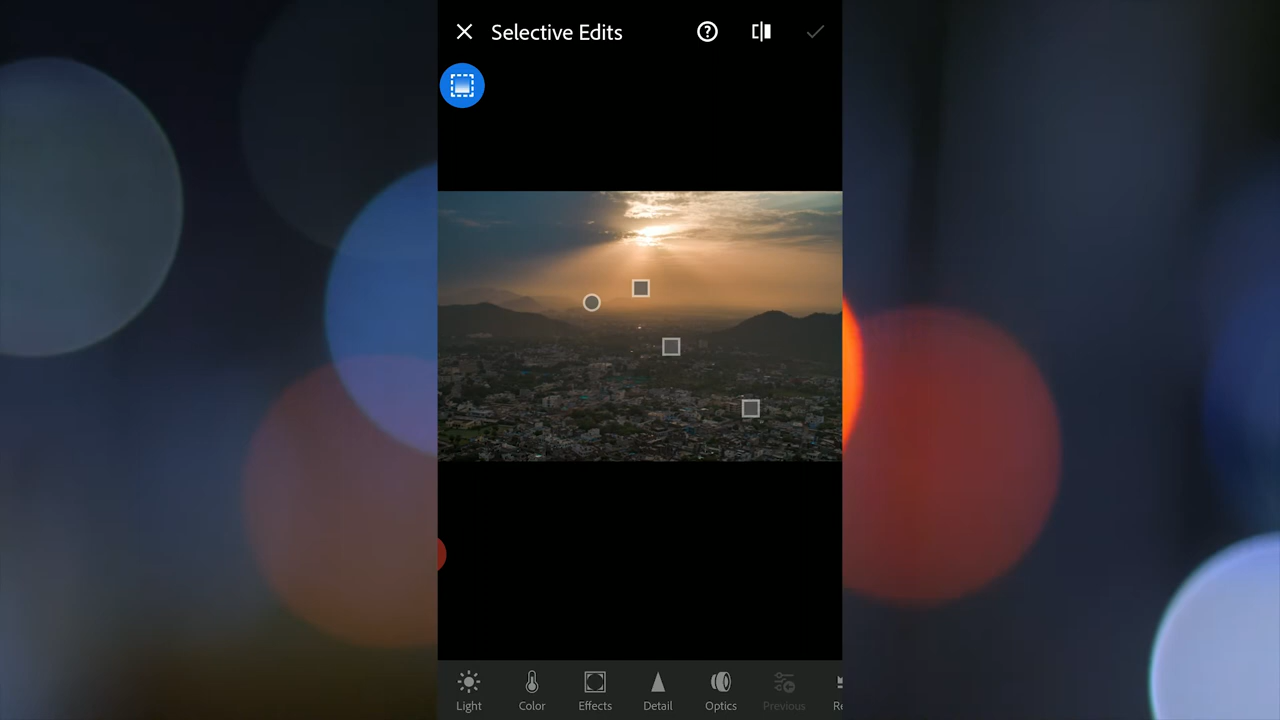 Selective Edits
Light
Color
Effects
Detail
Optics
Previous